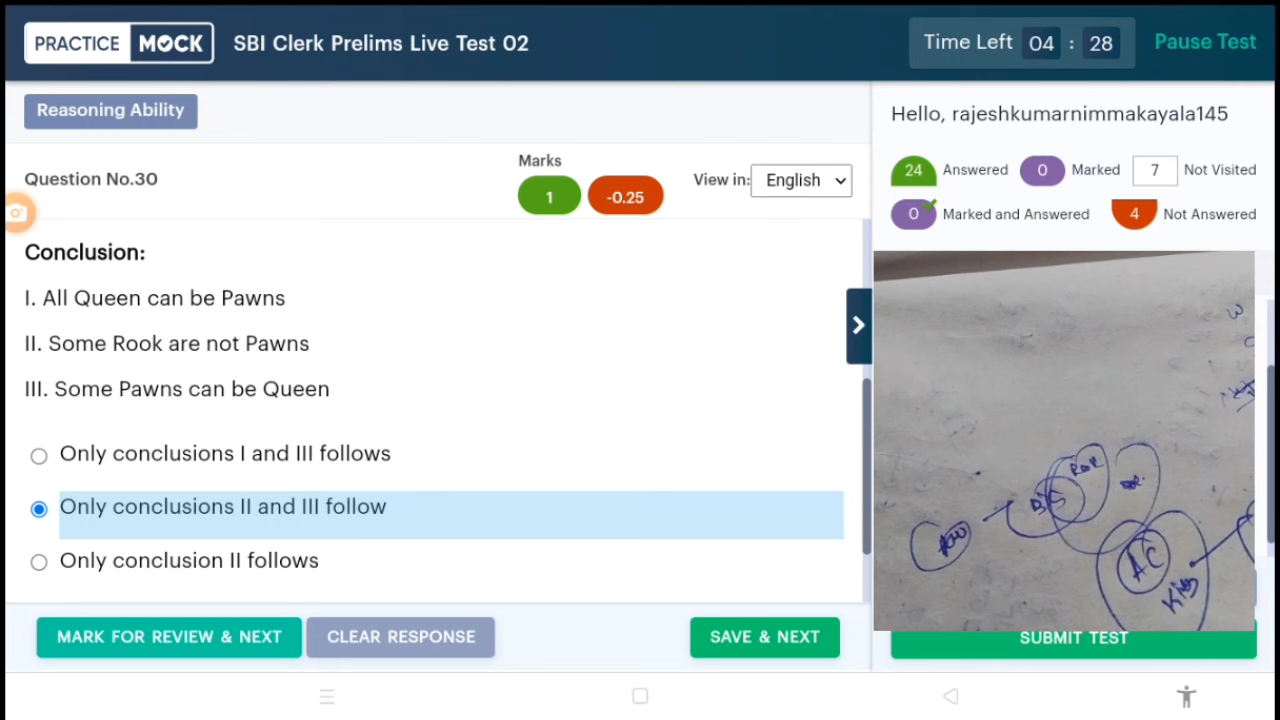 PRACTICE MOCK SBI Clerk Prelims Live Test 02 Time Left 04 : 28 Pause Test
Reasoning Ability
Hello, rajeshkumarnimmakayala145
Question No.30 Marks 1 -0.25 View in: English
24 Answered 0 Marked 7 Not Visited
0 Marked and Answered 4 Not Answered
Conclusion:
I. All Queen can be Pawns
II. Some Rook are not Pawns
III. Some Pawns can be Queen
Only conclusions I and III follows
Only conclusions II and III follow
Only conclusion II follows
AC
King
MARK FOR REVIEW & NEXT CLEAR RESPONSE SAVE & NEXT SUBMIT TEST